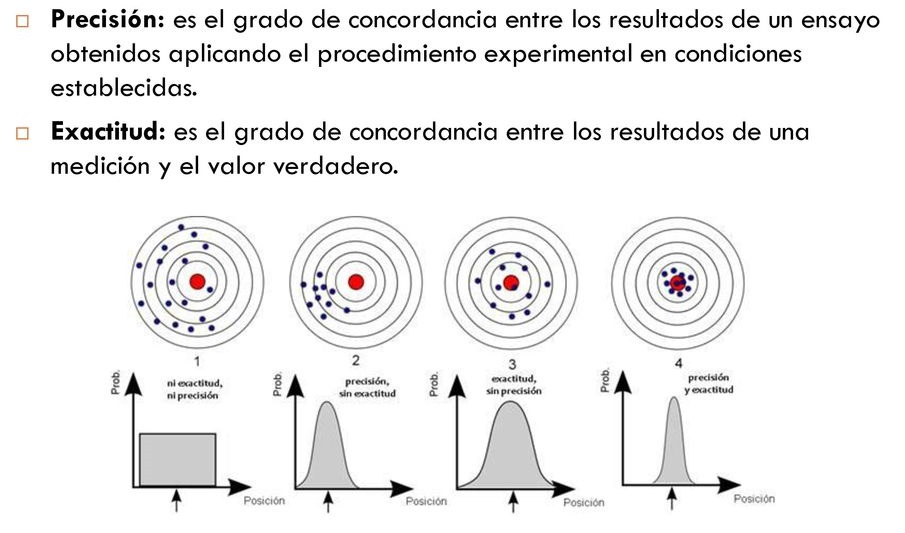 Precisión: es el grado de concordancia entre los resultados de un ensayo
obtenidos aplicando el procedimiento experimental en condiciones
establecidas.
Exactitud: es el grado de concordancia entre los resultados de una
medición y el valor verdadero.
1
2
3
4
Prob.
ni exactitud,
ni precisión
Posición
Prob.
precisión,
sin exactitud
Posición
Prob.
exactitud,
sin precisión
Posición
Prob.
precisión
y exactitud
Posición